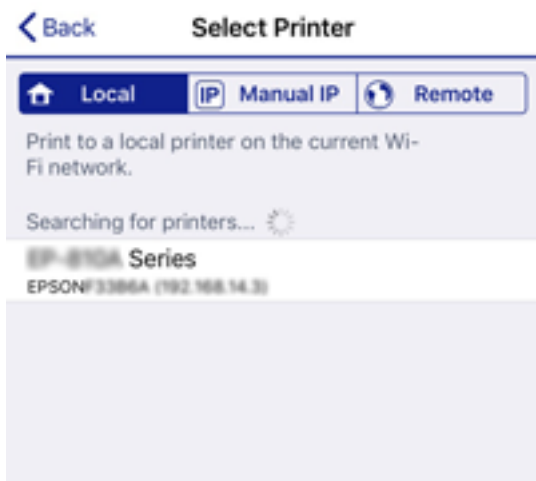 Back
Select Printer
Local
IP Manual IP
Remote
Print to a local printer on the current Wi-
Fi network.
Searching for printers...
Series
EPSON